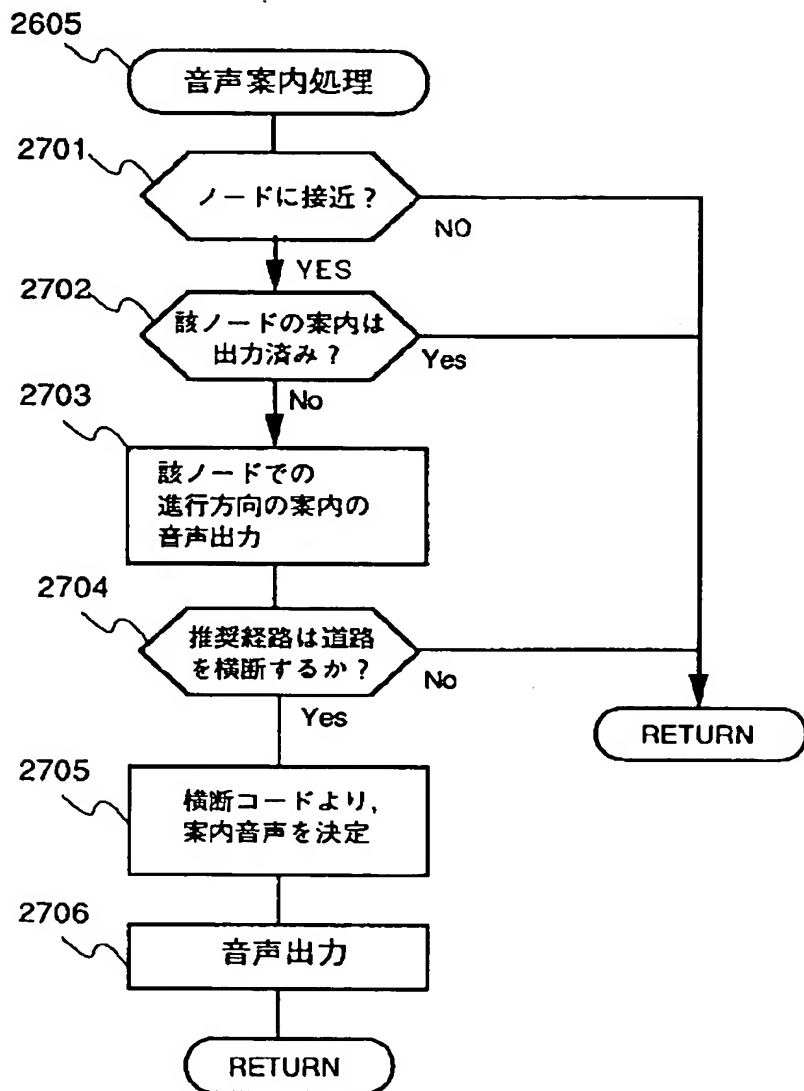 2605
音声案内処理
2701
ノードに接近？
NO
YES
2702
該ノードの案内は
出力済み？
Yes
No
2703
該ノードでの
進行方向の案内の
音声出力
2704
推奨経路は道路
を横断するか？
No
Yes
RETURN
2705
横断コードより，
案内音声を決定
2706
音声出力
RETURN